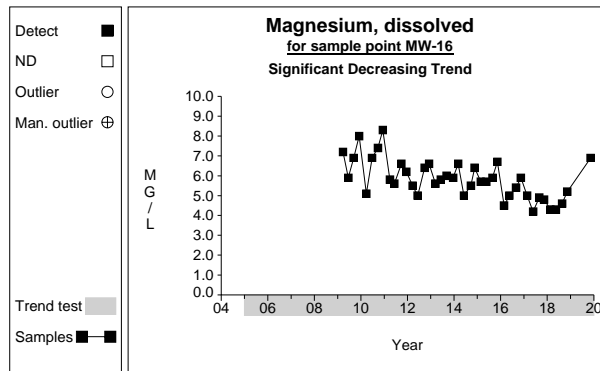 Detect
ND
Outlier
Man. outlier
Trend test
Samples
Magnesium, dissolved
for sample point MW-16
Significant Decreasing Trend
MG/L
10.0
9.0
8.0
7.0
6.0
5.0
4.0
3.0
2.0
1.0
0.0
04 06 08 10 12 14 16 18 20
Year